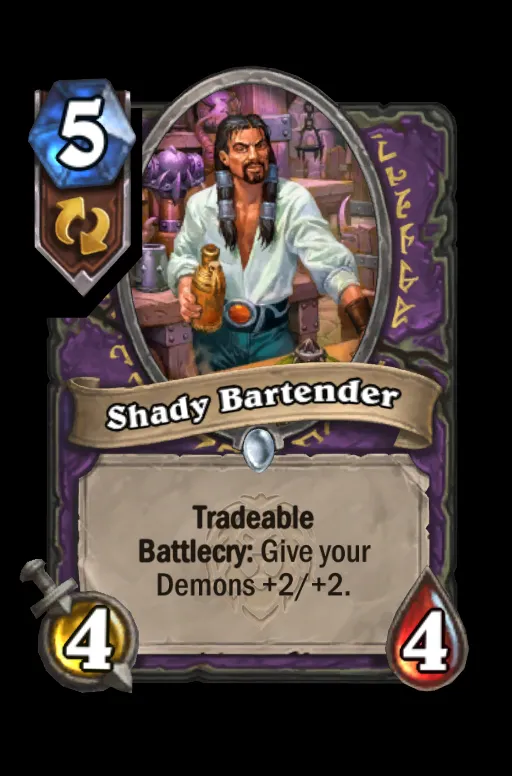 5
Shady Bartender
Tradeable
Battlecry: Give your
Demons +2/+2.
4
4